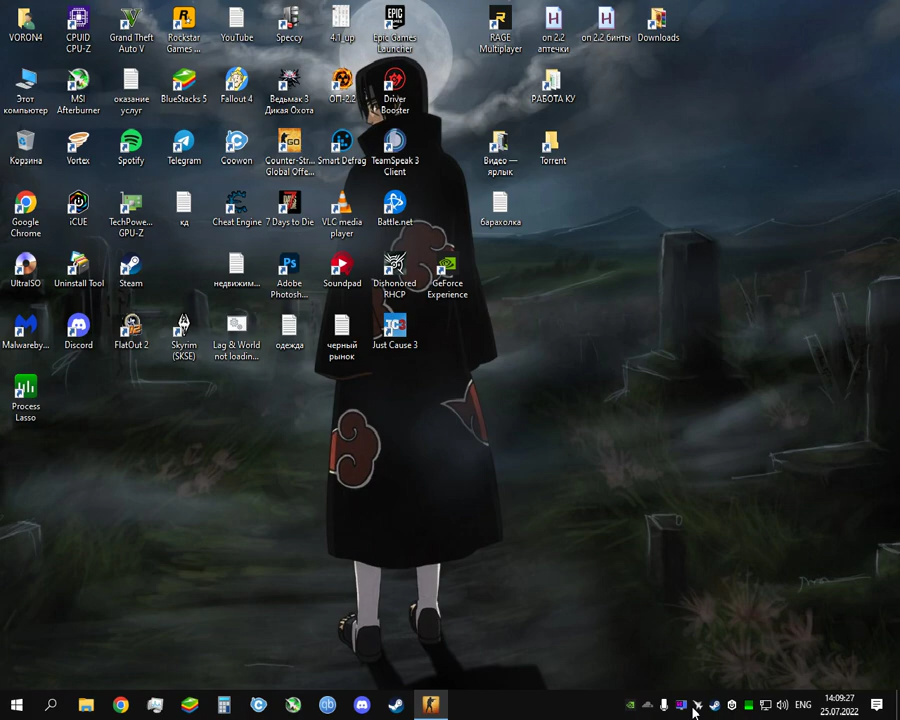 VORON4
CPUID
CPU-Z
Grand Theft
Auto V
Rockstar
Games ...
YouTube
Speccy
4.1_up
Epic Games
Launcher
RAGE
Multiplayer
оп 2.2
аптечки
оп 2.2 бинты
Downloads
Этот
компьютер
MSI
Afterburner
оказание
услуг
BlueStacks 5
Fallout 4
Ведьмак 3
Дикая Охота
ОП-2.2
Driver
Booster
РАБОТА КУ
Корзина
Vortex
Spotify
Telegram
Coowon
Counter-Str...
Global Offe...
Smart Defrag
TeamSpeak 3
Client
Видео —
ярлык
Torrent
Google
Chrome
iCUE
TechPowe...
GPU-Z
кд
Cheat Engine
7 Days to Die
VLC media
player
Battle.net
барахолка
UltraISO
Uninstall Tool
Steam
недвижим...
Adobe
Photosh...
Soundpad
Dishonored
RHCP
GeForce
Experience
Malwareby...
Discord
FlatOut 2
Skyrim
(SKSE)
Lag & World
not loadin...
одежда
черный
рынок
Just Cause 3
Process
Lasso
ENG
14:09:27
25.07.2022